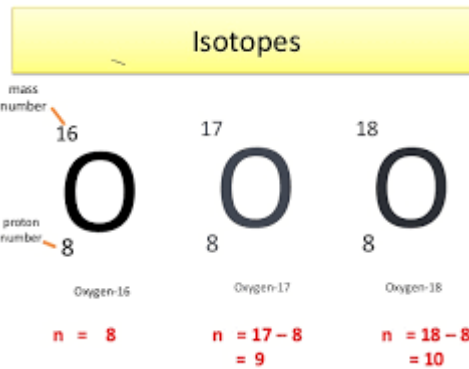 Isotopes
mass
number
16
O
8
Oxygen-16
n = 8
17
O
8
Oxygen-17
n = 17 – 8
= 9
18
O
8
Oxygen-18
n = 18 – 8
= 10
proton
number